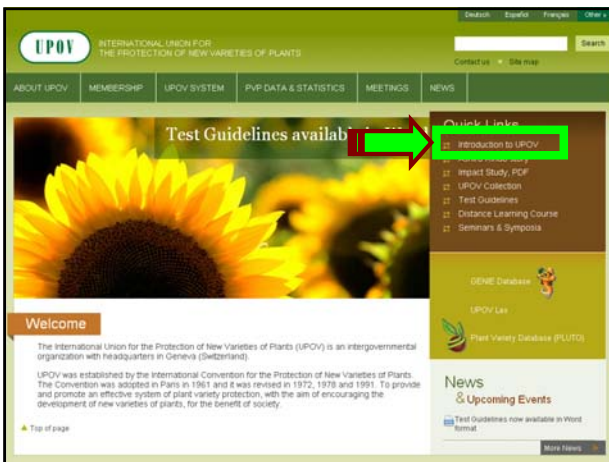 Deutsch Español Français Other
UPOV
INTERNATIONAL UNION FOR
THE PROTECTION OF NEW VARIETIES OF PLANTS
Search
Contact us Site map
ABOUT UPOV MEMBERSHIP UPOV SYSTEM PVP DATA & STATISTICS MEETINGS NEWS
Test Guidelines
Quick Links
Introduction to UPOV
Impact Study, PDF
UPOV Collection
Test Guidelines
Distance Learning Course
Seminars & Symposia
GENIE Database
UPOV Lex
Plant Variety Database (PLUTO)
Welcome
The International Union for the Protection of New Varieties of Plants (UPOV) is an intergovernmental
organization with headquarters in Geneva (Switzerland).
UPOV was established by the International Convention for the Protection of New Varieties of Plants.
The Convention was adopted in Paris in 1961 and it was revised in 1972, 1978 and 1991. To provide
and promote an effective system of plant variety protection, with the aim of encouraging the
development of new varieties of plants, for the benefit of society.
Top of page
News
& Upcoming Events
Test Guidelines now available in Word
format
More News